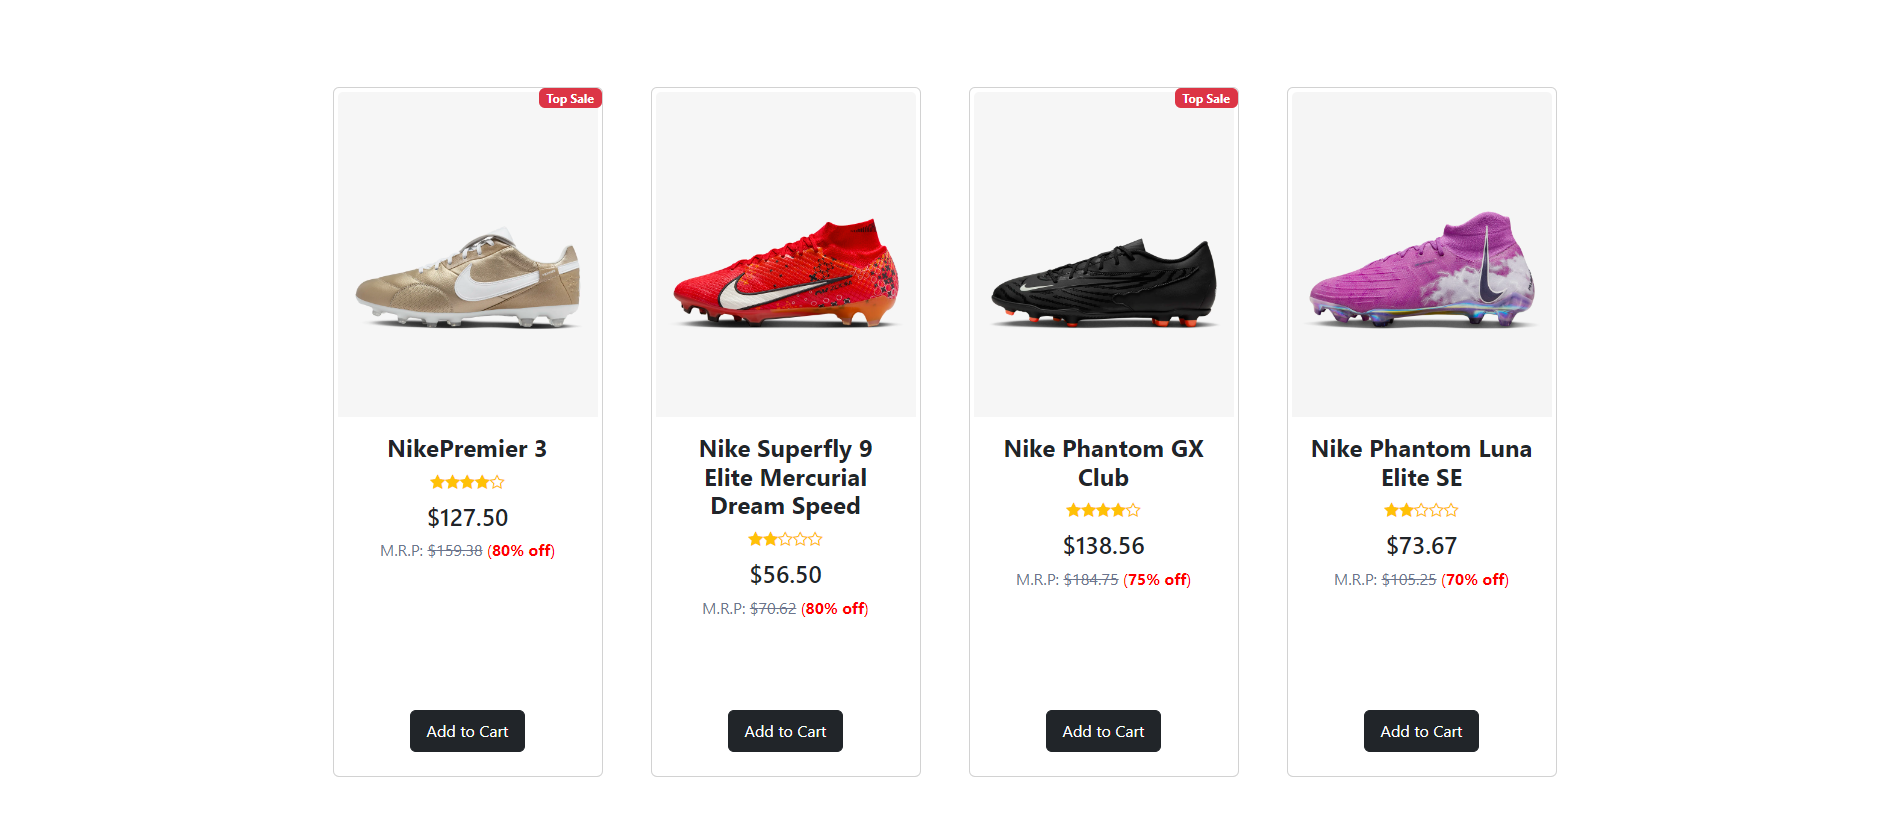 Top Sale
NikePremier 3
$127.50
M.R.P: $159.38 (80% off)
Add to Cart
Nike Superfly 9
Elite Mercurial
Dream Speed
$56.50
M.R.P: $70.62 (80% off)
Add to Cart
Top Sale
Nike Phantom GX
Club
$138.56
M.R.P: $184.75 (75% off)
Add to Cart
Nike Phantom Luna
Elite SE
$73.67
M.R.P: $105.25 (70% off)
Add to Cart